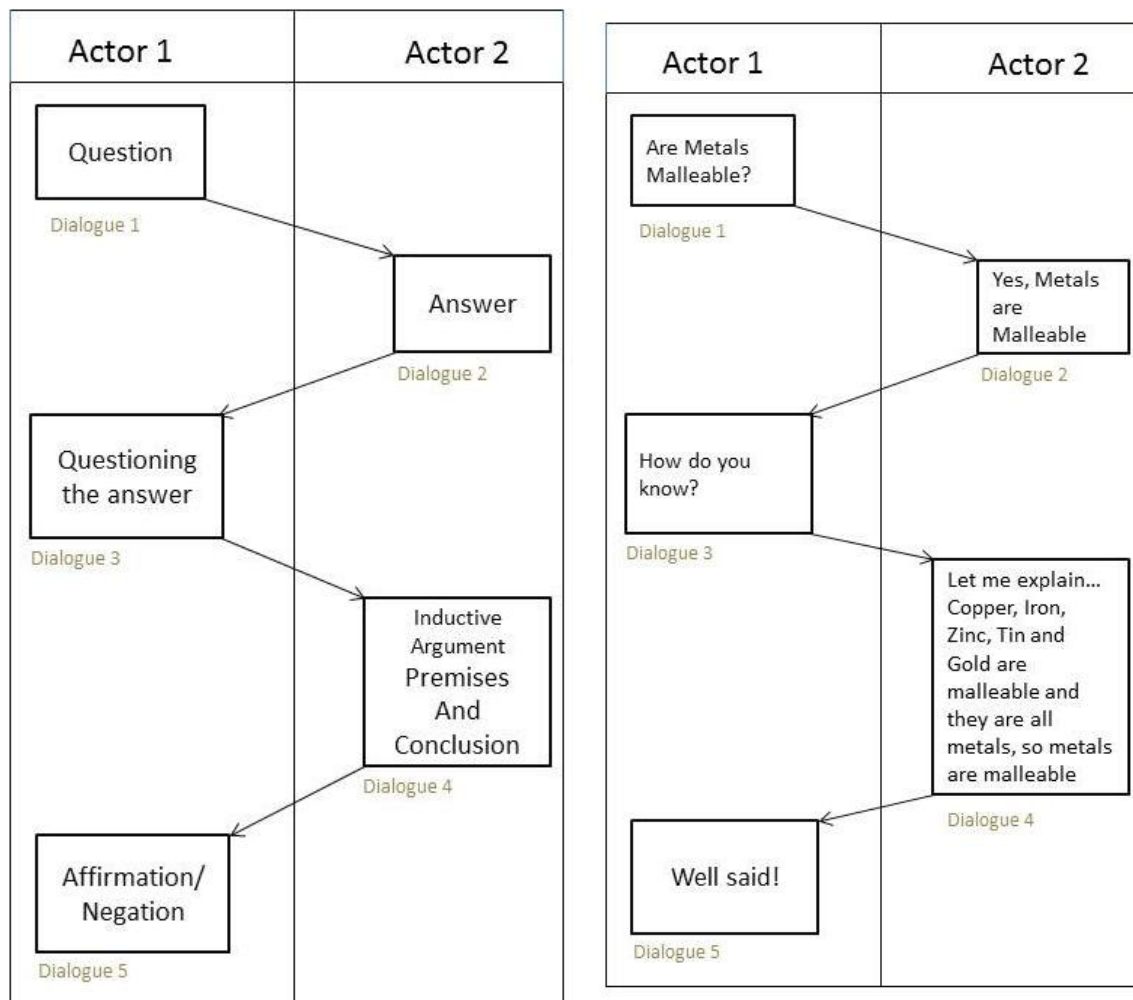 Actor 1
Actor 2
Question
Dialogue 1
Answer
Dialogue 2
Questioning
the answer
Dialogue 3
Inductive
Argument
Premises
And
Conclusion
Dialogue 4
Affirmation/
Negation
Dialogue 5
Actor 1
Actor 2
Are Metals
Malleable?
Dialogue 1
Yes, Metals
are
Malleable
Dialogue 2
How do you
know?
Dialogue 3
Let me explain...
Copper, Iron,
Zinc, Tin and
Gold are
malleable and
they are all
metals, so metals
are malleable
Dialogue 4
Well said!
Dialogue 5